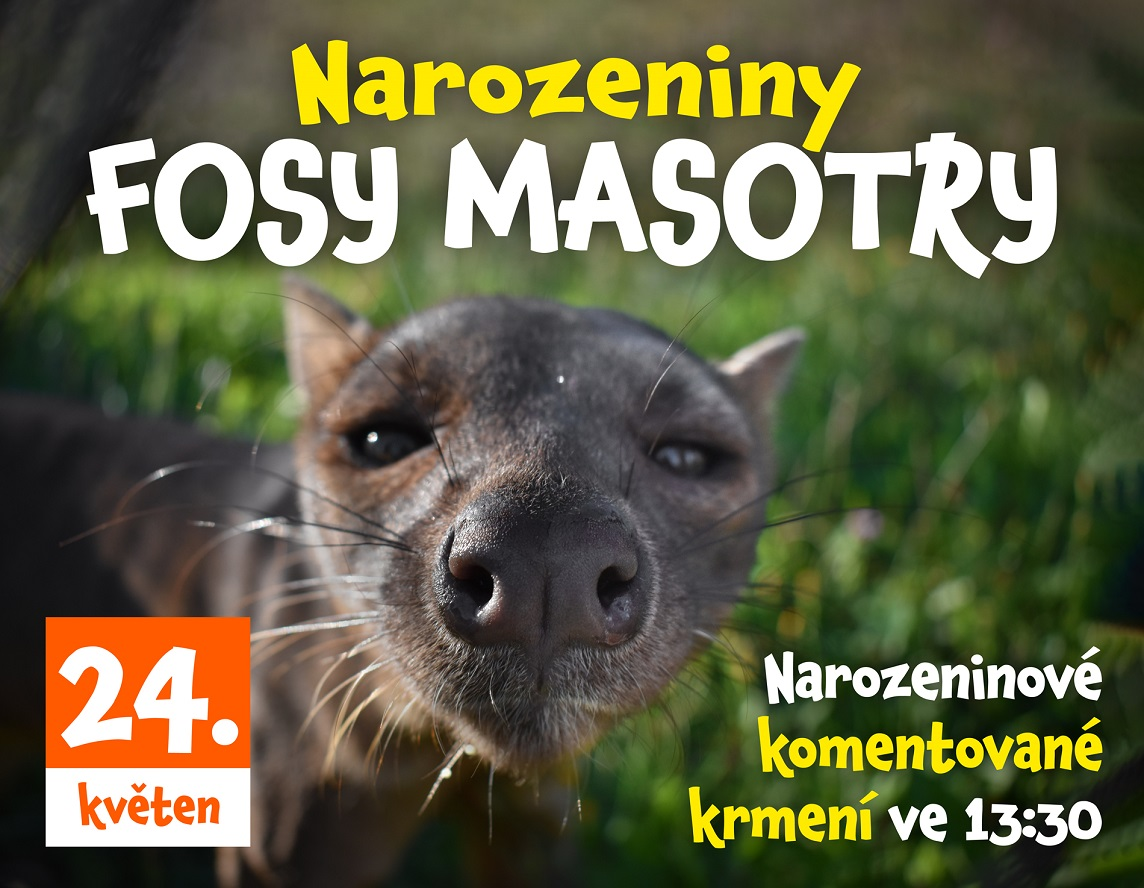 Narozeniny
FOSY MASOTRY
24.
květen
Narozeninové
komentované
krmení ve 13:30